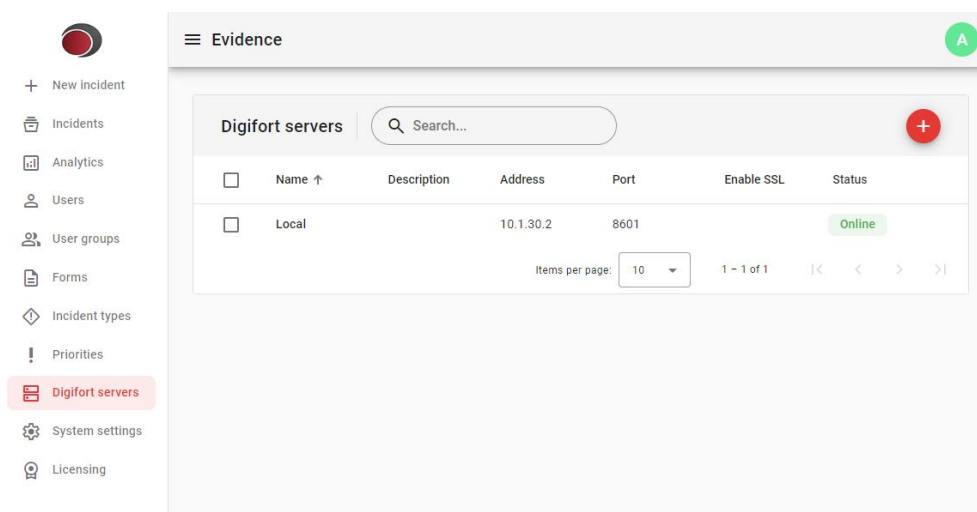 Evidence
A
New incident
Incidents
Analytics
Users
User groups
Forms
Incident types
Priorities
Digifort servers
System settings
Licensing
Digifort servers
Search...
Name Description Address Port Enable SSL Status
Local 10.1.30.2 8601 Online
Items per page: 10 1 – 1 of 1